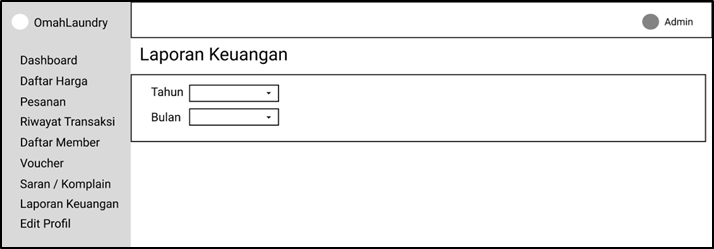 OmahLaundry
Admin
Dashboard
Daftar Harga
Pesanan
Riwayat Transaksi
Daftar Member
Voucher
Saran / Komplain
Laporan Keuangan
Edit Profil
Laporan Keuangan
Tahun
Bulan